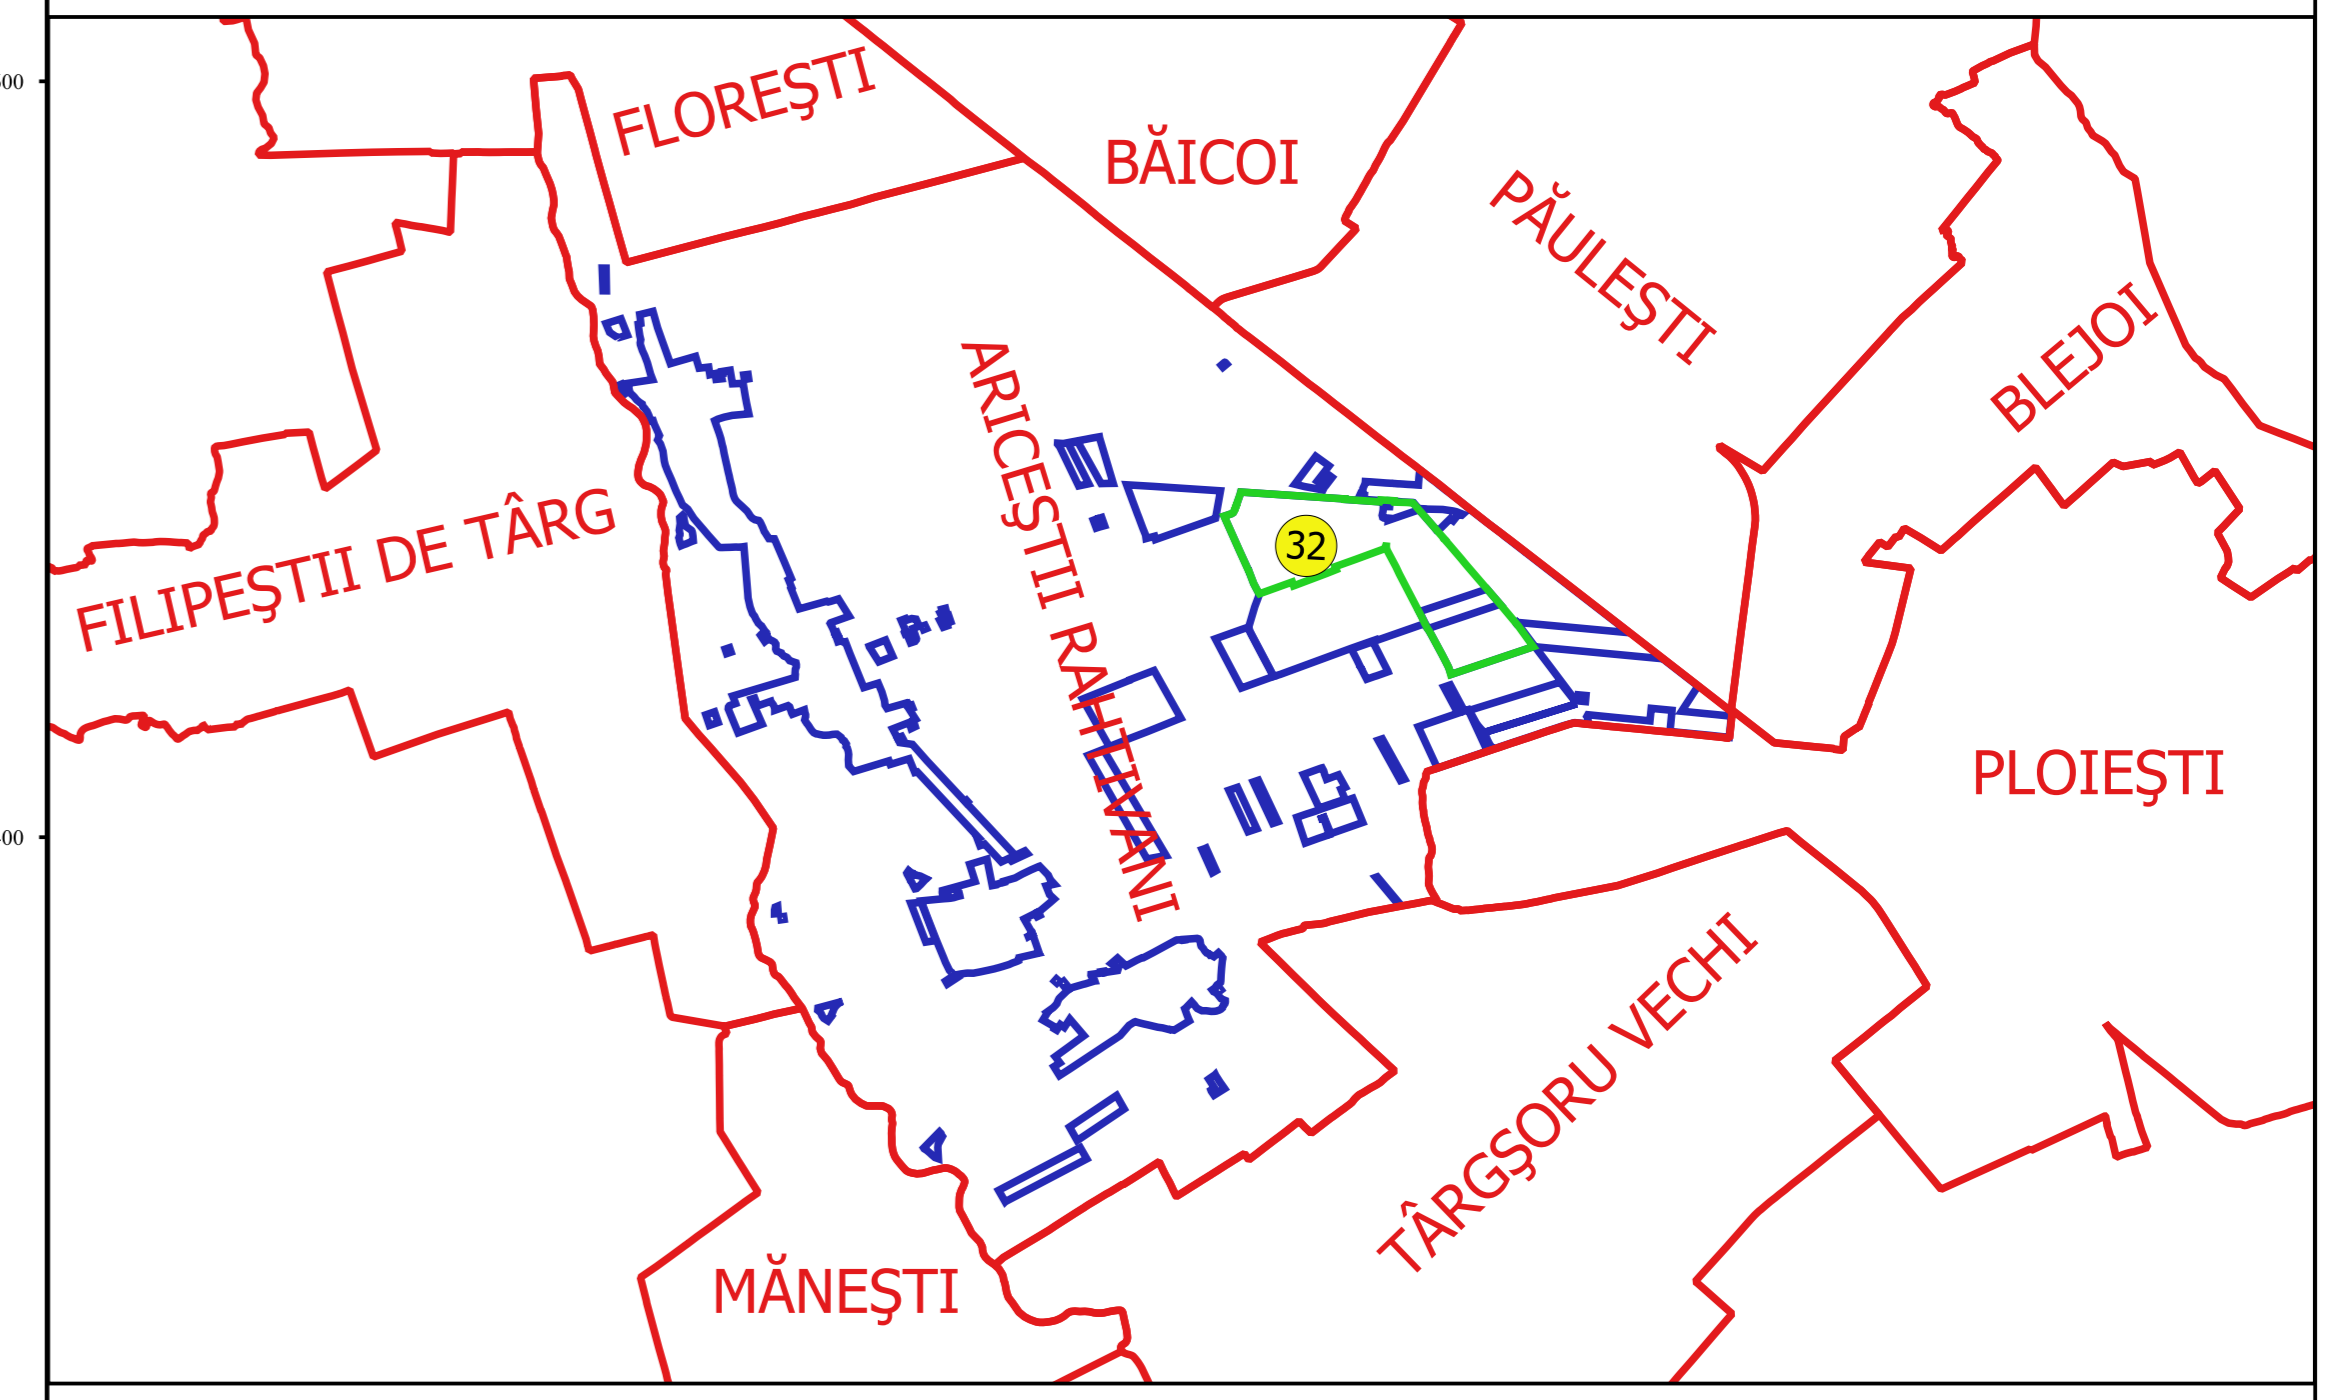 FLOREŞTI
BĂICOI
PĂULEŞTI
BLEJOI
ARICEŞTII RAHTIVANI
FILIPEŞTII DE TÂRG
32
PLOIEŞTI
TÂRGŞORU VECHI
MĂNEŞTI